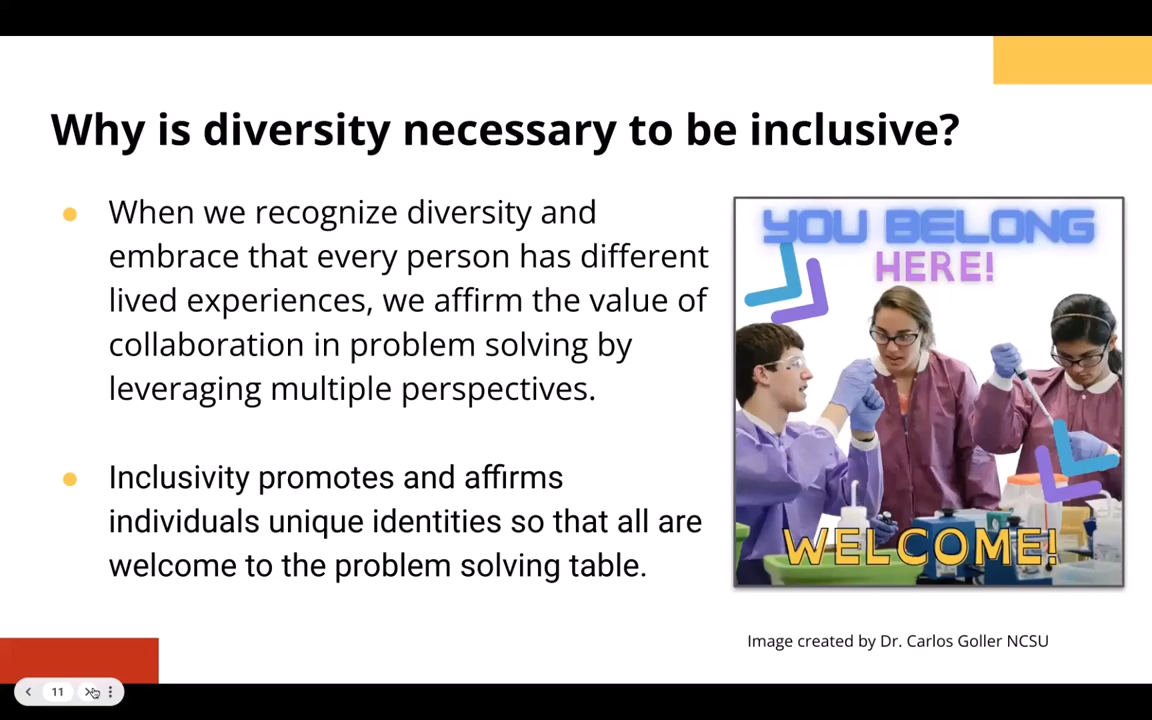 Why is diversity necessary to be inclusive?
When we recognize diversity and
embrace that every person has different
lived experiences, we affirm the value of
collaboration in problem solving by
leveraging multiple perspectives.
Inclusivity promotes and affirms
individuals unique identities so that all are
welcome to the problem solving table.
YOU BELONG
HERE!
WELCOME!
Image created by Dr. Carlos Goller NCSU
11